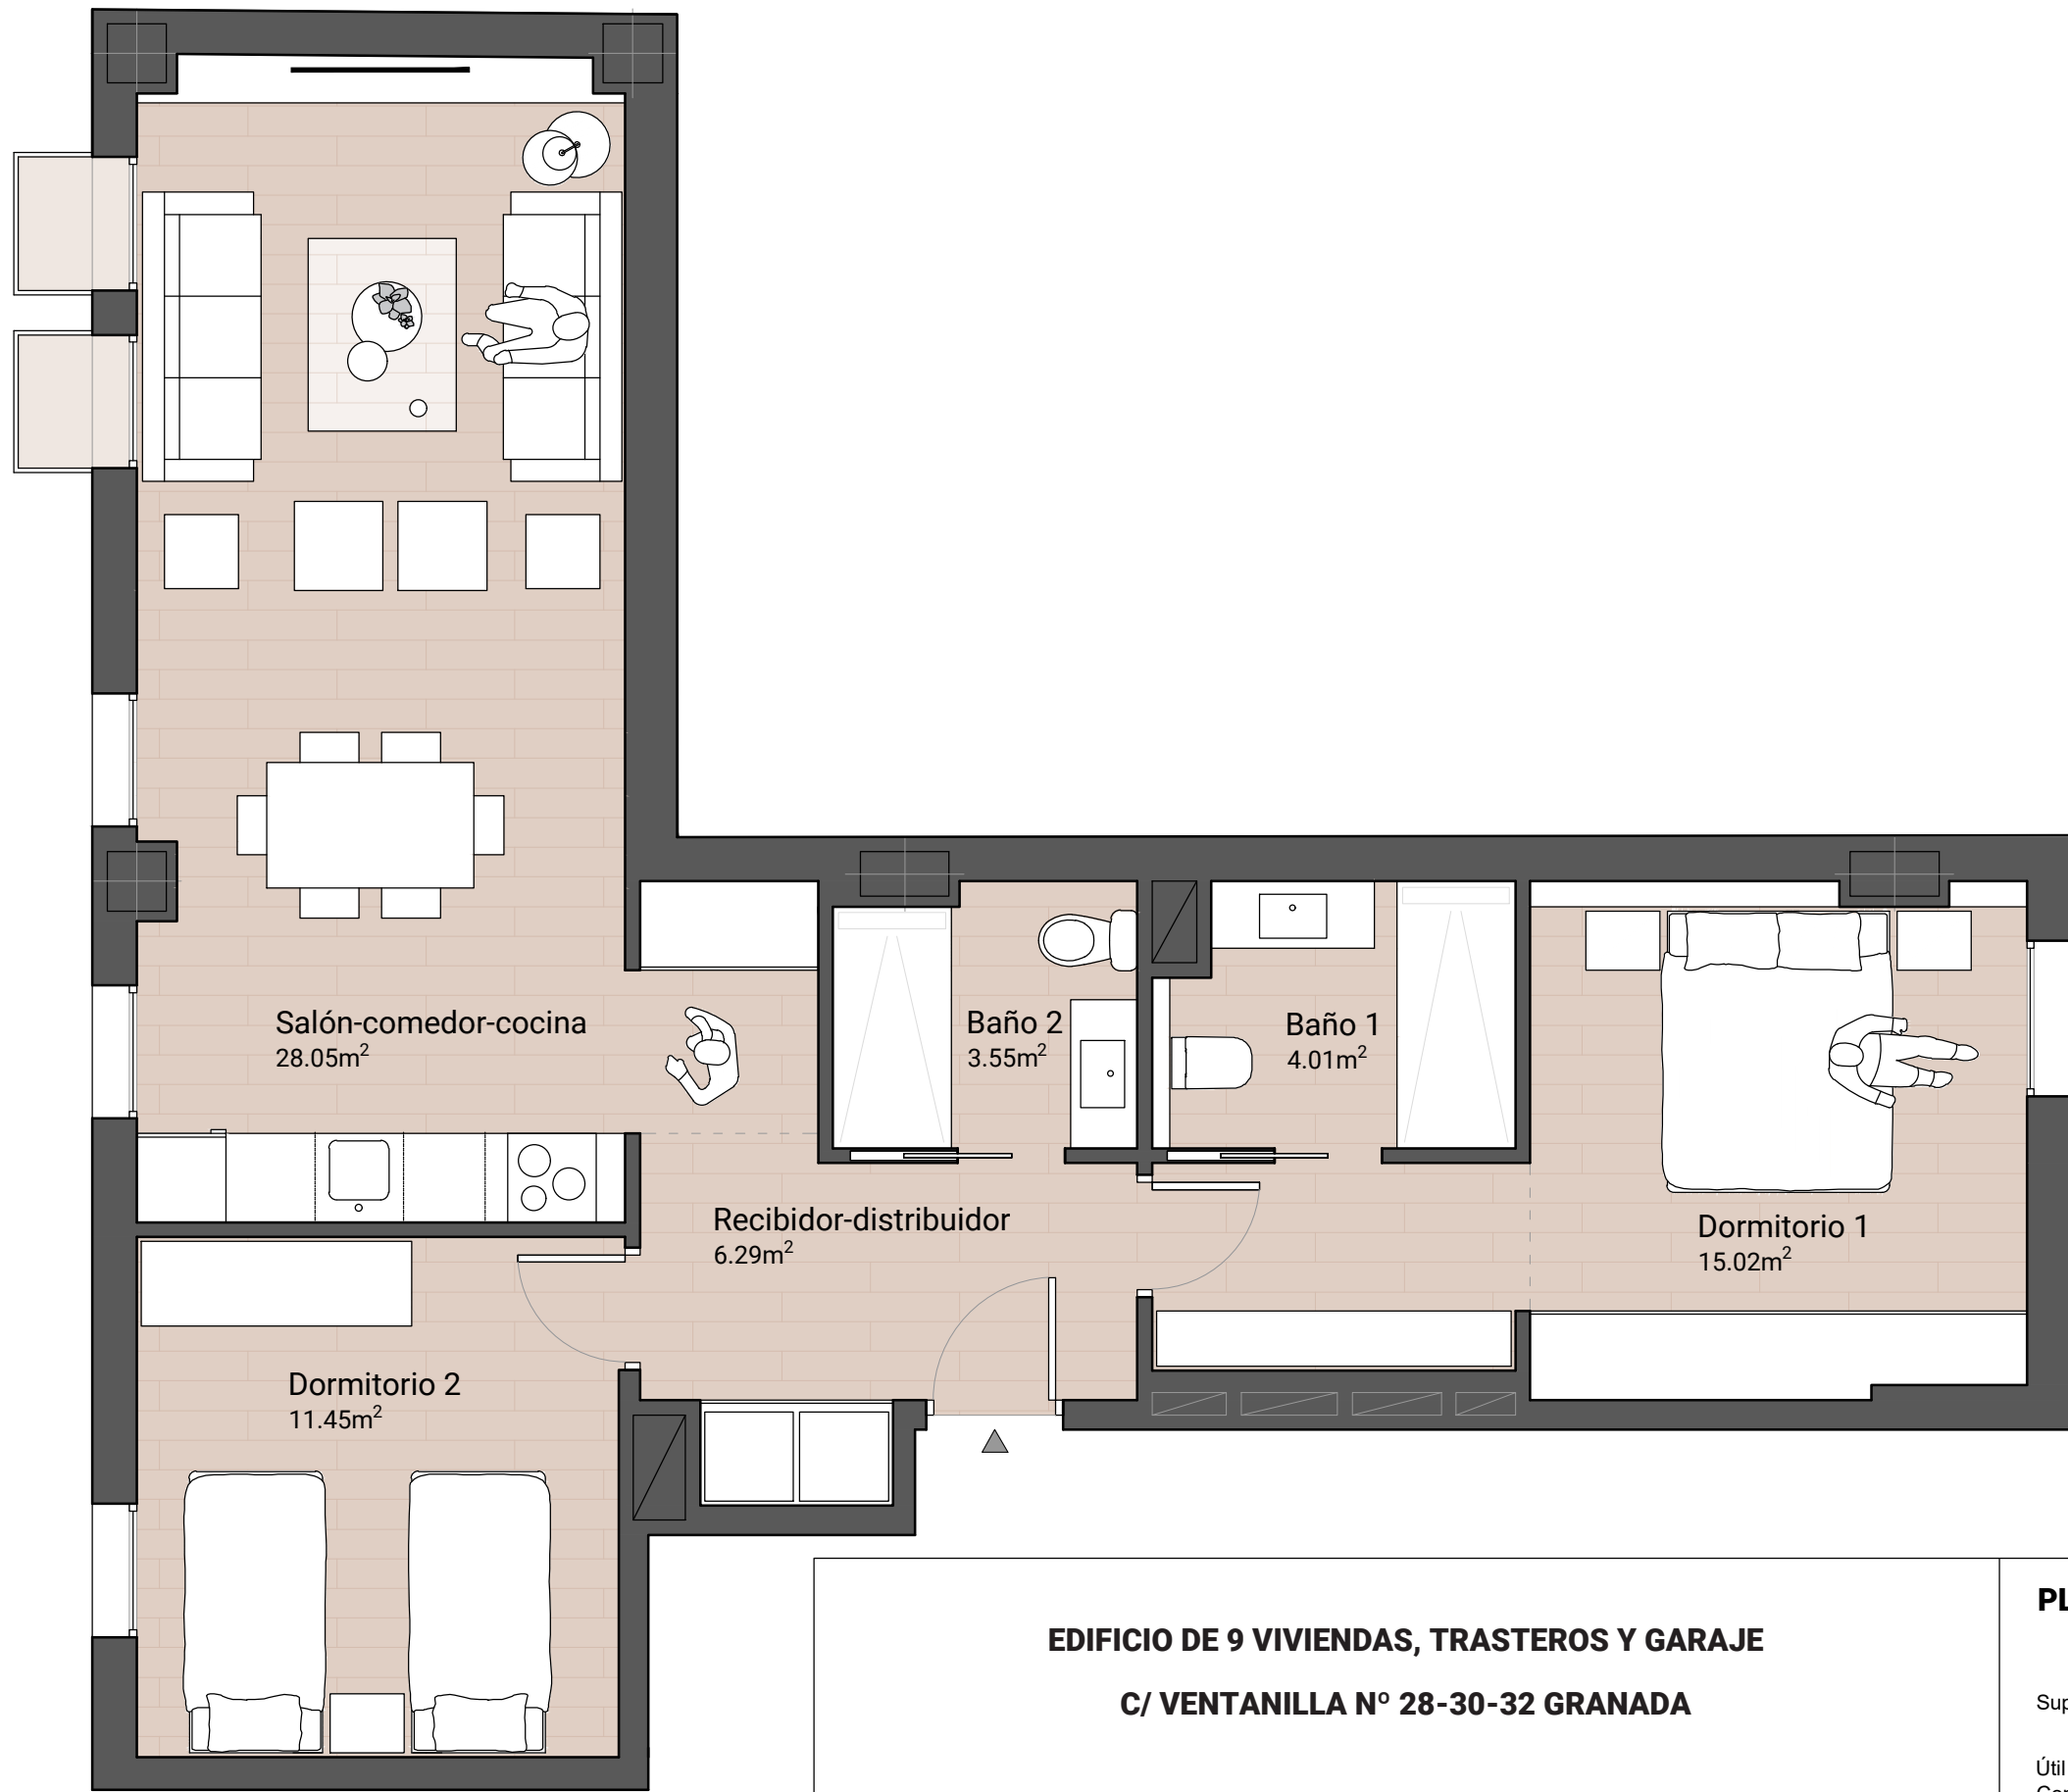 Salón-comedor-cocina
28.05m²
Baño 2
3.55m²
Baño 1
4.01m²
Recibidor-distribuidor
6.29m²
Dormitorio 1
15.02m²
Dormitorio 2
11.45m²
EDIFICIO DE 9 VIVIENDAS, TRASTEROS Y GARAJE
C/ VENTANILLA Nº 28-30-32 GRANADA